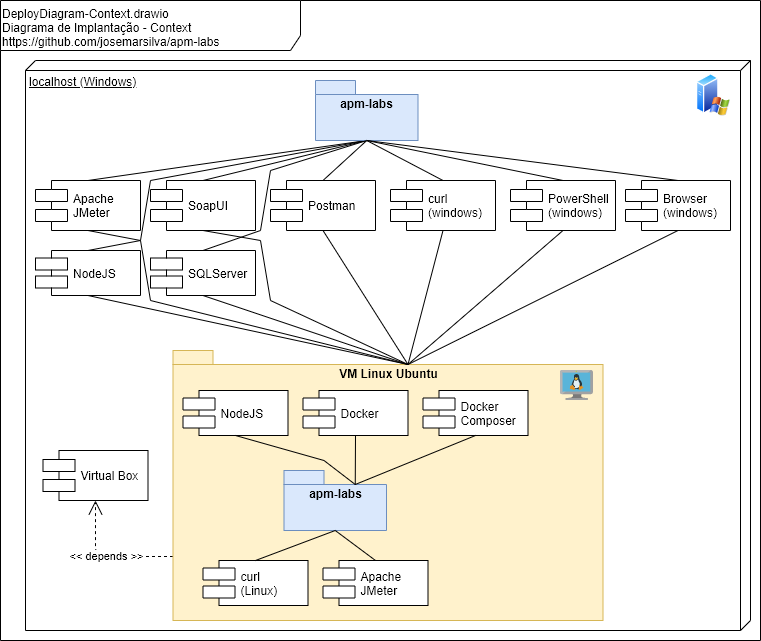 DeployDiagram-Context.drawio
Diagrama de Implantação - Context
https://github.com/josemarsilva/apm-labs
localhost (Windows)
apm-labs
Apache
JMeter
SoapUI
Postman
curl
(windows)
PowerShell
(windows)
Browser
(windows)
NodeJS
SQLServer
VM Linux Ubuntu
NodeJS
Docker
Docker
Composer
Virtual Box
apm-labs
<< depends >>
curl
(Linux)
Apache
JMeter